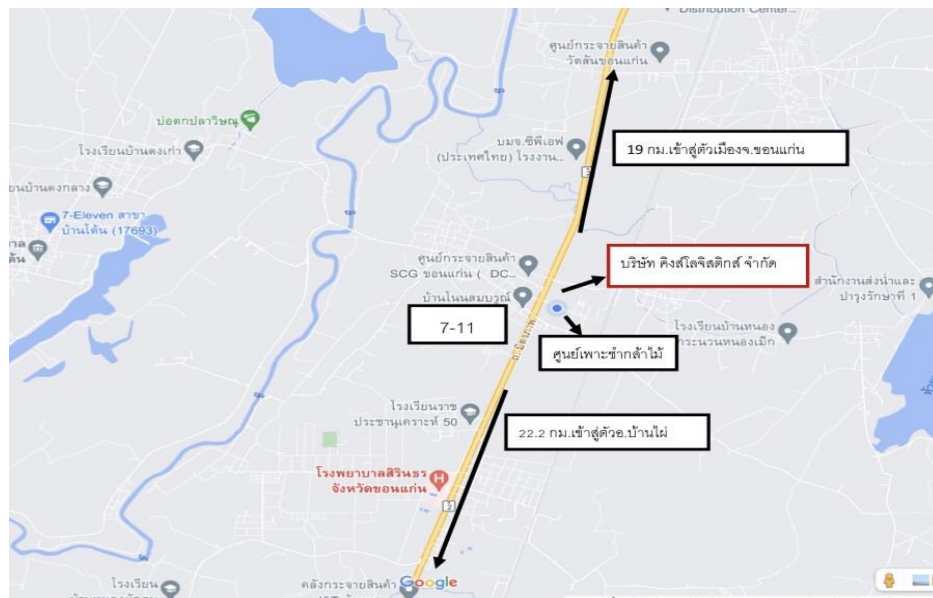 Distribution Center...
ศูนย์กระจายสินค้า
วัตสันขอนแก่น
บ่อตกปลาวิษณุ
โรงเรียนบ้านดงเก่า
บมจ.ซีพีเอฟ
(ประเทศไทย) โรงงาน...
19 กม.เข้าสู่ตัวเมืองจ.ขอนแก่น
ยนบ้านดงกลาง
7-Eleven สาขา
บ้านโต้น (17693)
ศูนย์กระจายสินค้า
SCG ขอนแก่น ( DC...
บริษัท คิงส์โลจิสติกส์ จำกัด
สำนักงานส่งน้ำและ
บำรุงรักษาที่ 1
บ้านโนนสมบูรณ์
7-11
ถ.มิตรภาพ
ศูนย์เพาะชำกล้าไม้
โรงเรียนบ้านหนอง
กระนวนหนองเม็ก
โรงเรียนราช
ประชานุเคราะห์ 50
22.2 กม.เข้าสู่ตัวอ.บ้านไผ่
โรงพยาบาลสิรินธร
จังหวัดขอนแก่น
2
โรงเรียน
คลังกระจายสินค้า
Google